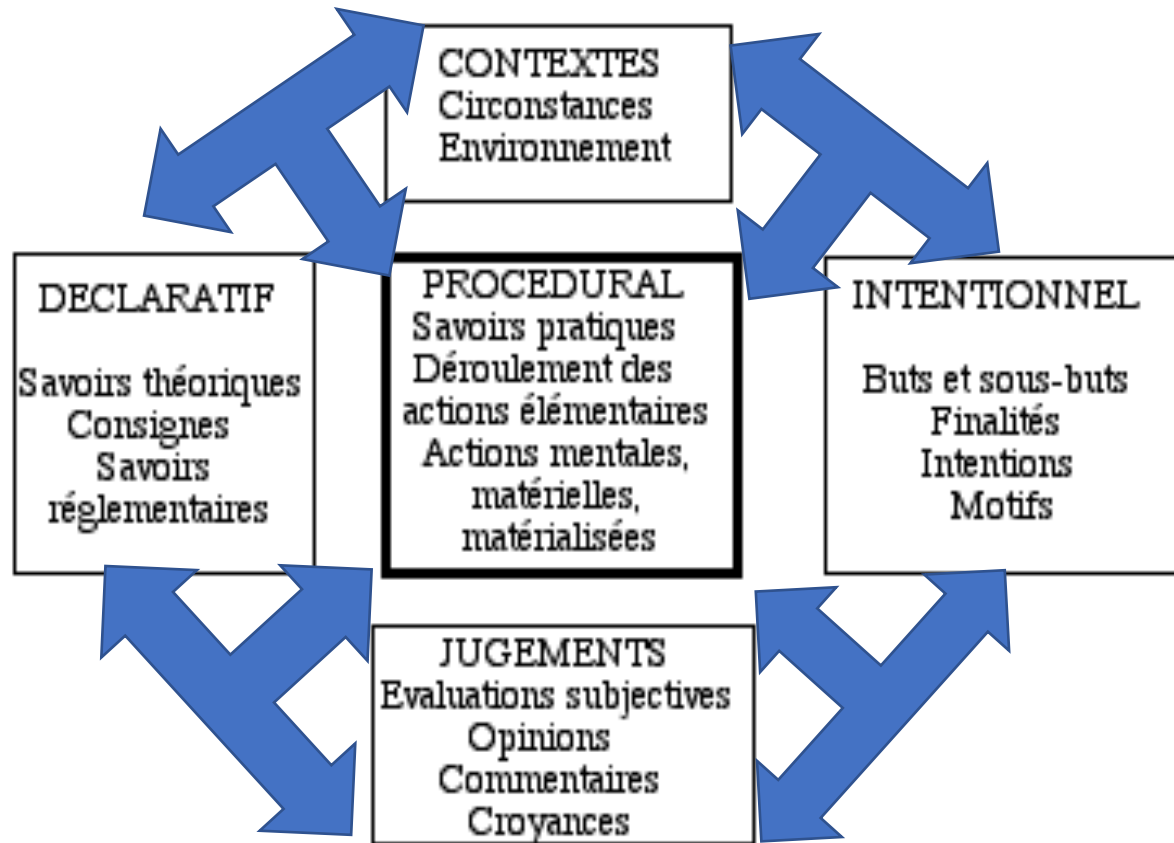 CONTEXTES
Circonstances
Environnement
DECLARATIF
Savoirs théoriques
Consignes
Savoirs
réglementaires
PROCEDURAL
Savoirs pratiques
Déroulement des
actions élémentaires
Actions mentales,
matérielles,
matérialisées
INTENTIONNEL
Buts et sous-buts
Finalités
Intentions
Motifs
JUGEMENTS
Evaluations subjectives
Opinions
Commentaires
Croyances